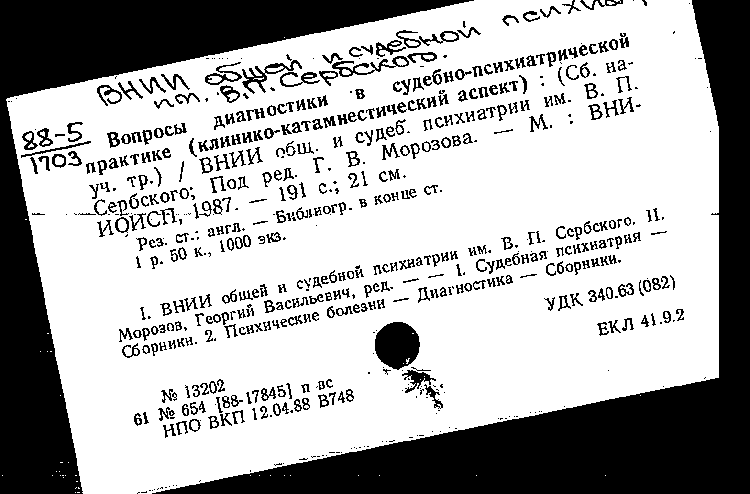 ВНИИ общей и судебной
им. В.П. Сербского.
88-5
1703
Вопросы диагностики в судебно-психиатрической
практике (клинико-катамнестический аспект) : (Сб. на-
уч. тр.) / ВНИИ общ. и судеб. психиатрии им. В. П.
Сербского; Под ред. Г. В. Морозова. — М. : ВНИ-
ИОИСП, 1987. — 191 с.; 21 см.
Рез. ст.: англ. — Библиогр. в конце ст.
1 р. 50 к., 1000 экз.
I. ВНИИ общей и судебной психиатрии им. В. П. Сербского. II.
Морозов, Георгий Васильевич, ред. — — 1. Судебная психиатрия —
Сборники. 2. Психические болезни — Диагностика — Сборники.
УДК 340.63 (082)
ЕКЛ 41.9.2
№ 13202
61 № 654 [88-17845] п ас
НПО ВКП 12.04.88 В748